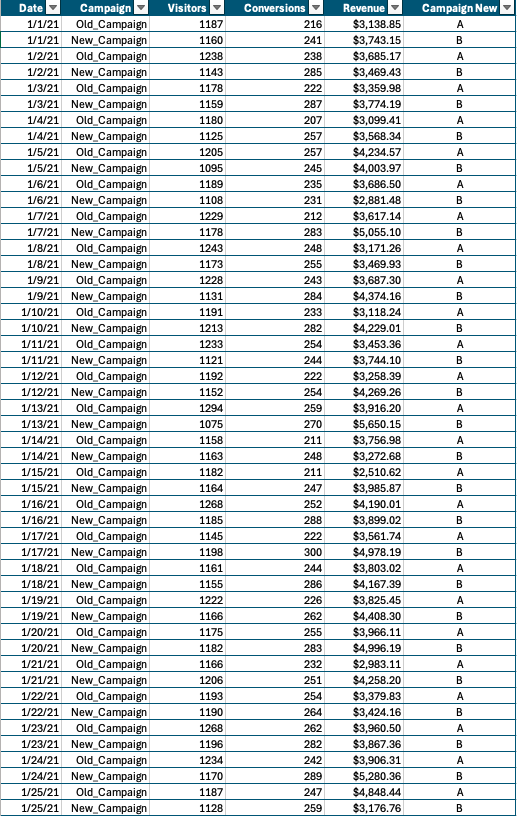 Date Campaign Visitors Conversions Revenue Campaign New
1/1/21 Old_Campaign 1187 216 $3,138.85 A
1/1/21 New_Campaign 1160 241 $3,743.15 B
1/2/21 Old_Campaign 1238 238 $3,685.17 A
1/2/21 New_Campaign 1143 285 $3,469.43 B
1/3/21 Old_Campaign 1178 222 $3,359.98 A
1/3/21 New_Campaign 1159 287 $3,774.19 B
1/4/21 Old_Campaign 1180 207 $3,099.41 A
1/4/21 New_Campaign 1125 257 $3,568.34 B
1/5/21 Old_Campaign 1205 257 $4,234.57 A
1/5/21 New_Campaign 1095 245 $4,003.97 B
1/6/21 Old_Campaign 1189 235 $3,686.50 A
1/6/21 New_Campaign 1108 231 $2,881.48 B
1/7/21 Old_Campaign 1229 212 $3,617.14 A
1/7/21 New_Campaign 1178 283 $5,055.10 B
1/8/21 Old_Campaign 1243 248 $3,171.26 A
1/8/21 New_Campaign 1173 255 $3,469.93 B
1/9/21 Old_Campaign 1228 243 $3,687.30 A
1/9/21 New_Campaign 1131 284 $4,374.16 B
1/10/21 Old_Campaign 1191 233 $3,118.24 A
1/10/21 New_Campaign 1213 282 $4,229.01 B
1/11/21 Old_Campaign 1233 254 $3,453.36 A
1/11/21 New_Campaign 1121 244 $3,744.10 B
1/12/21 Old_Campaign 1192 222 $3,258.39 A
1/12/21 New_Campaign 1152 254 $4,269.26 B
1/13/21 Old_Campaign 1294 259 $3,916.20 A
1/13/21 New_Campaign 1075 270 $5,650.15 B
1/14/21 Old_Campaign 1158 211 $3,756.98 A
1/14/21 New_Campaign 1163 248 $3,272.68 B
1/15/21 Old_Campaign 1182 211 $2,510.62 A
1/15/21 New_Campaign 1164 247 $3,985.87 B
1/16/21 Old_Campaign 1268 252 $4,190.01 A
1/16/21 New_Campaign 1185 288 $3,899.02 B
1/17/21 Old_Campaign 1145 222 $3,561.74 A
1/17/21 New_Campaign 1198 300 $4,978.19 B
1/18/21 Old_Campaign 1161 244 $3,803.02 A
1/18/21 New_Campaign 1155 286 $4,167.39 B
1/19/21 Old_Campaign 1222 226 $3,825.45 A
1/19/21 New_Campaign 1166 262 $4,408.30 B
1/20/21 Old_Campaign 1175 255 $3,966.11 A
1/20/21 New_Campaign 1182 283 $4,996.19 B
1/21/21 Old_Campaign 1166 232 $2,983.11 A
1/21/21 New_Campaign 1206 251 $4,258.20 B
1/22/21 Old_Campaign 1193 254 $3,379.83 A
1/22/21 New_Campaign 1190 264 $3,424.16 B
1/23/21 Old_Campaign 1268 262 $3,960.50 A
1/23/21 New_Campaign 1196 282 $3,867.36 B
1/24/21 Old_Campaign 1234 242 $3,906.31 A
1/24/21 New_Campaign 1170 289 $5,280.36 B
1/25/21 Old_Campaign 1187 247 $4,848.44 A
1/25/21 New_Campaign 1128 259 $3,176.76 B